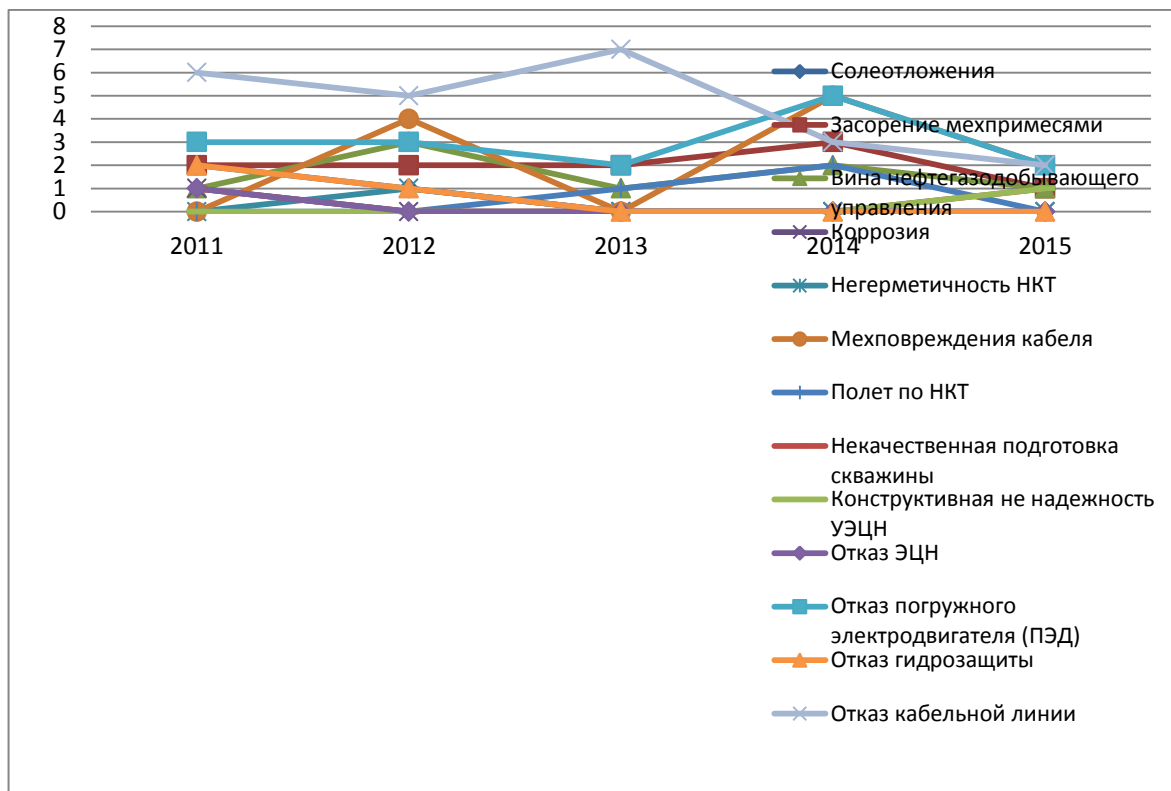 8
7
6
5
4
3
2
1
0
2011 2012 2013 2014 2015
Солеотложения
Засорение мехпримесями
Вина нефтегазодобывающего
управления
Коррозия
Негерметичность НКТ
Мехповреждения кабеля
Полет по НКТ
Некачественная подготовка
скважины
Конструктивная не надежность
УЭЦН
Отказ ЭЦН
Отказ погружного
электродвигателя (ПЭД)
Отказ гидрозащиты
Отказ кабельной линии